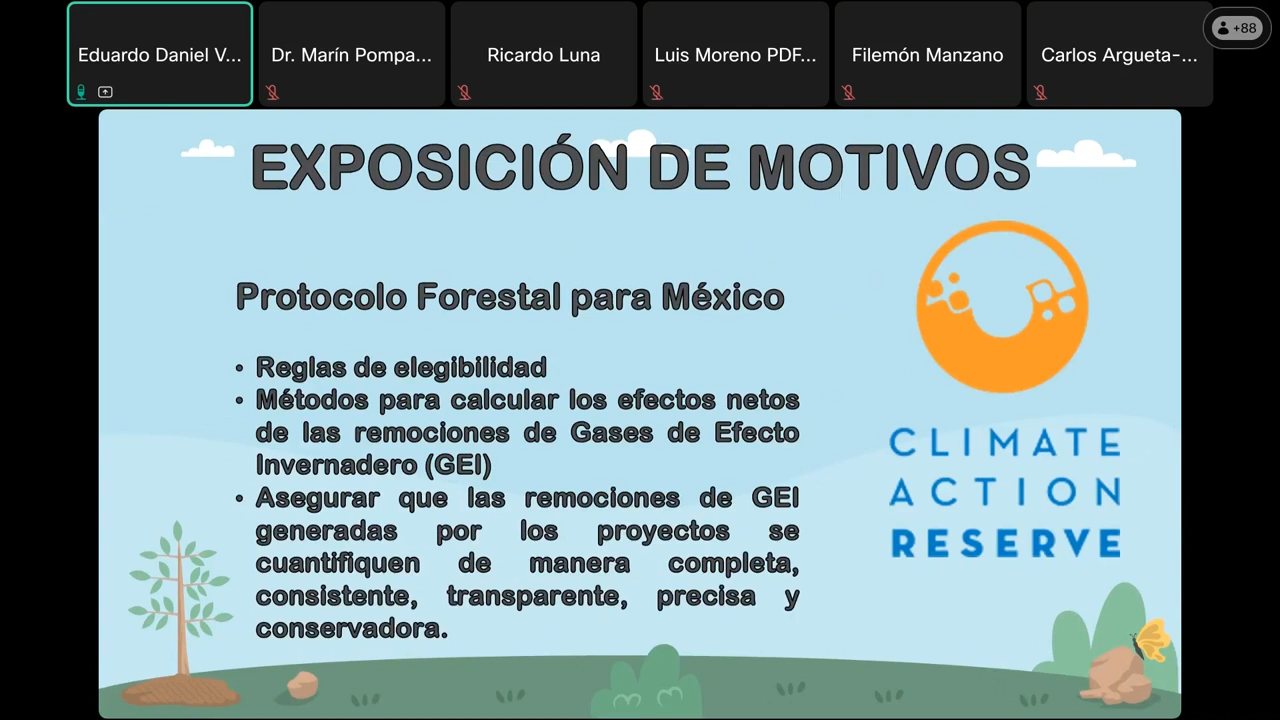 Eduardo Daniel V...
Dr. Marín Pompa...
Ricardo Luna
Luis Moreno PDF...
Filemón Manzano
Carlos Argueta-...
+88
EXPOSICIÓN DE MOTIVOS
Protocolo Forestal para México
• Reglas de elegibilidad
• Métodos para calcular los efectos netos
de las remociones de Gases de Efecto
Invernadero (GEI)
• Asegurar que las remociones de GEI
generadas por los proyectos se
cuantifiquen de manera completa,
consistente, transparente, precisa y
conservadora.
CLIMATE
ACTION
RESERVE